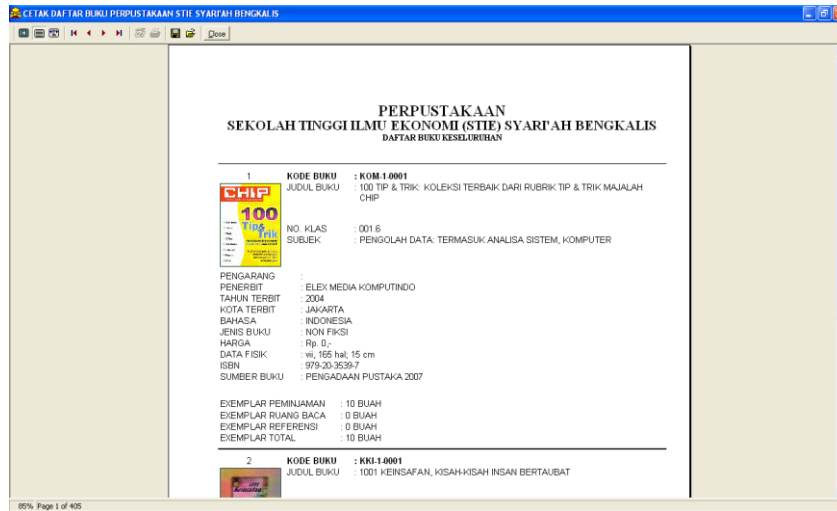 CETAK DAFTAR BUKU PERPUSTAKAAN STIE SYARI'AH BENGKALIS
Close
PERPUSTAKAAN
SEKOLAH TINGGI ILMU EKONOMI (STIE) SYARI'AH BENGKALIS
DAFTAR BUKU KESELURUHAN
1 KODE BUKU : KOM-1-0001
JUDUL BUKU : 100 TIP & TRIK: KOLEKSI TERBAIK DARI RUBRIK TIP & TRIK MAJALAH
CHIP
CHIP
100
Tips
Trik
NO. KLAS : 001.6
SUBJEK : PENGOLAH DATA: TERMASUK ANALISA SISTEM, KOMPUTER
PENGARANG :
PENERBIT : ELEX MEDIA KOMPUTINDO
TAHUN TERBIT : 2004
KOTA TERBIT : JAKARTA
BAHASA : INDONESIA
JENIS BUKU : NON FIKSI
HARGA : Rp. 0,-
DATA FISIK : vii, 165 hal; 15 cm
ISBN : 979-20-3539-7
SUMBER BUKU : PENGADAAN PUSTAKA 2007
EXEMPLAR PEMINJAMAN : 10 BUAH
EXEMPLAR RUANG BACA : 0 BUAH
EXEMPLAR REFERENSI : 0 BUAH
EXEMPLAR TOTAL : 10 BUAH
2 KODE BUKU : KKI-1-0001
JUDUL BUKU : 1001 KEINSAFAN, KISAH-KISAH INSAN BERTAUBAT
1001
Keinsafan
85% Page 1 of 405